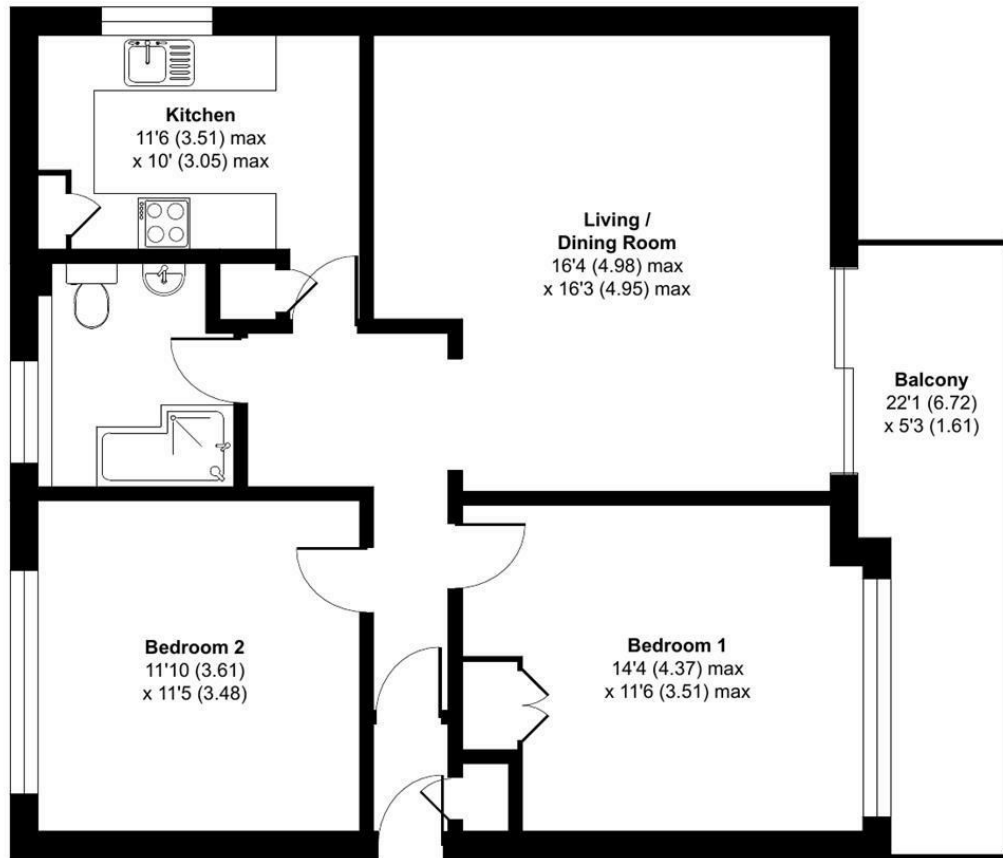 Kitchen
11'6 (3.51) max
x 10' (3.05) max
Living /
Dining Room
16'4 (4.98) max
x 16'3 (4.95) max
Balcony
22'1 (6.72)
x 5'3 (1.61)
Bedroom 2
11'10 (3.61)
x 11'5 (3.48)
Bedroom 1
14'4 (4.37) max
x 11'6 (3.51) max